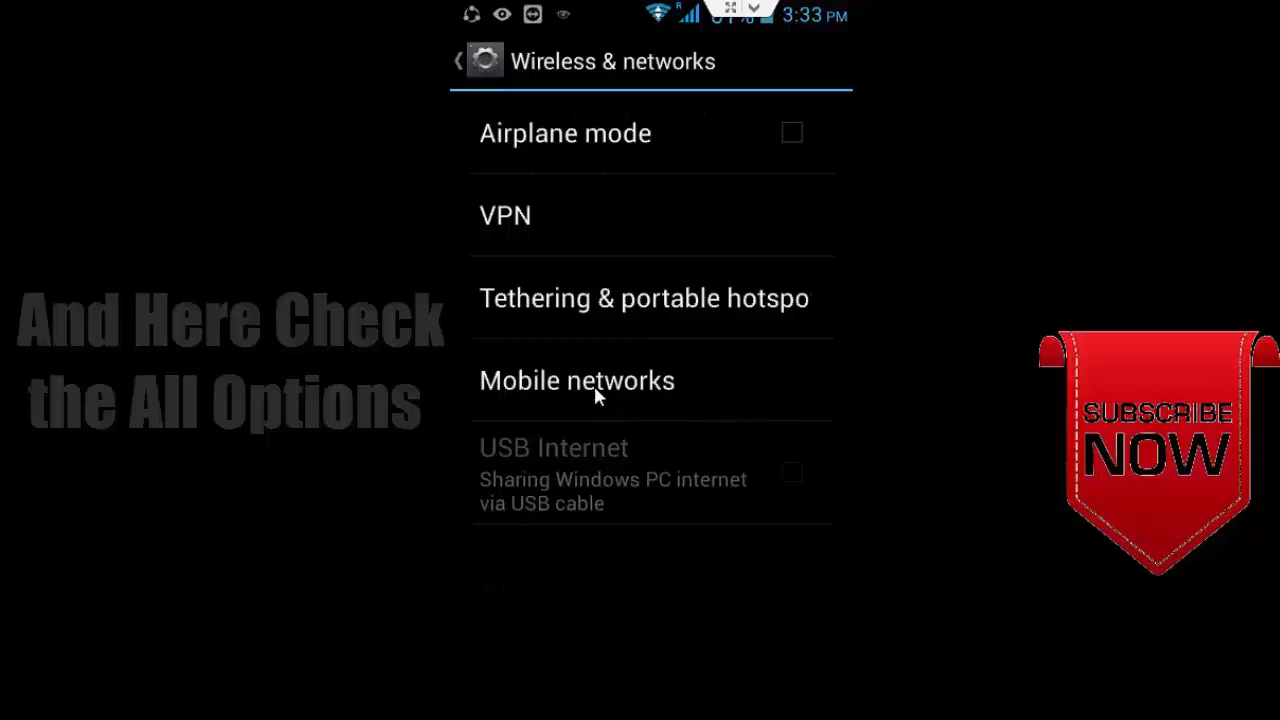 3:33 PM
Wireless & networks
Airplane mode
VPN
Tethering & portable hotspo
Mobile networks
USB Internet
Sharing Windows PC internet
via USB cable
And Here Check
the All Options
SUBSCRIBE
NOW